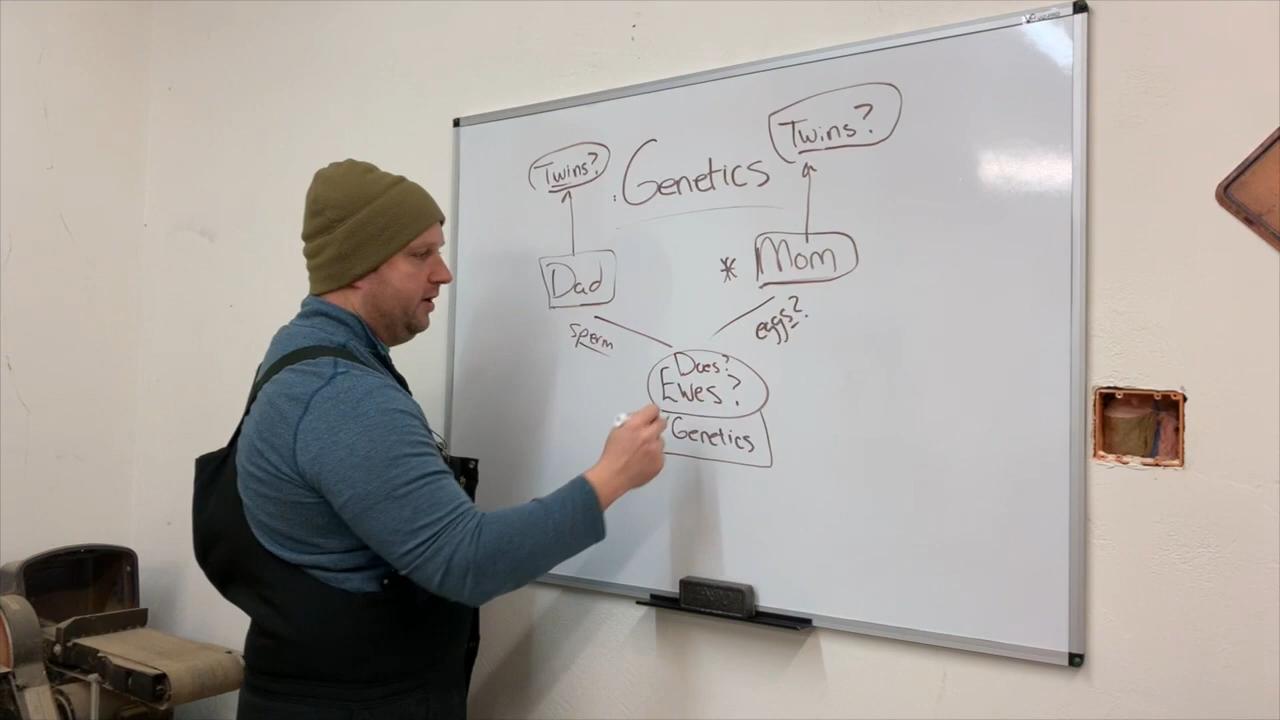 Twins?
Genetics
Twins?
Dad
* Mom
sperm
eggs?
Does?
Ewes?
Genetics